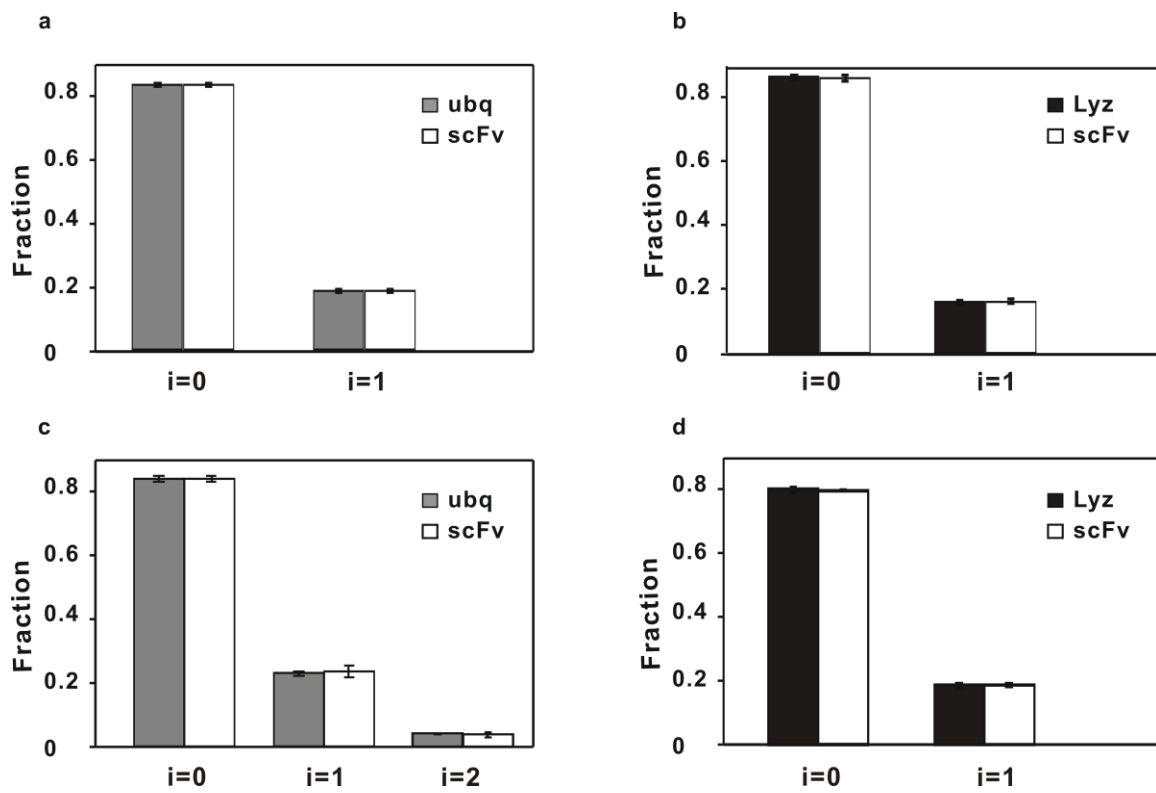 a
0.8
0.6
0.4
0.2
0
Fraction
ubq
scFv
i=0 i=1
b
0.8
0.6
0.4
0.2
0
Fraction
Lyz
scFv
i=0 i=1
c
0.8
0.6
0.4
0.2
0
Fraction
ubq
scFv
i=0 i=1 i=2
d
0.8
0.6
0.4
0.2
0
Fraction
Lyz
scFv
i=0 i=1